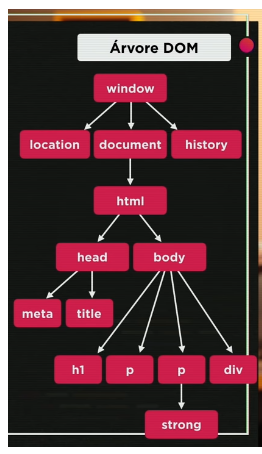 Árvore DOM
window
location document history
html
head body
meta title
h1 p p div
strong